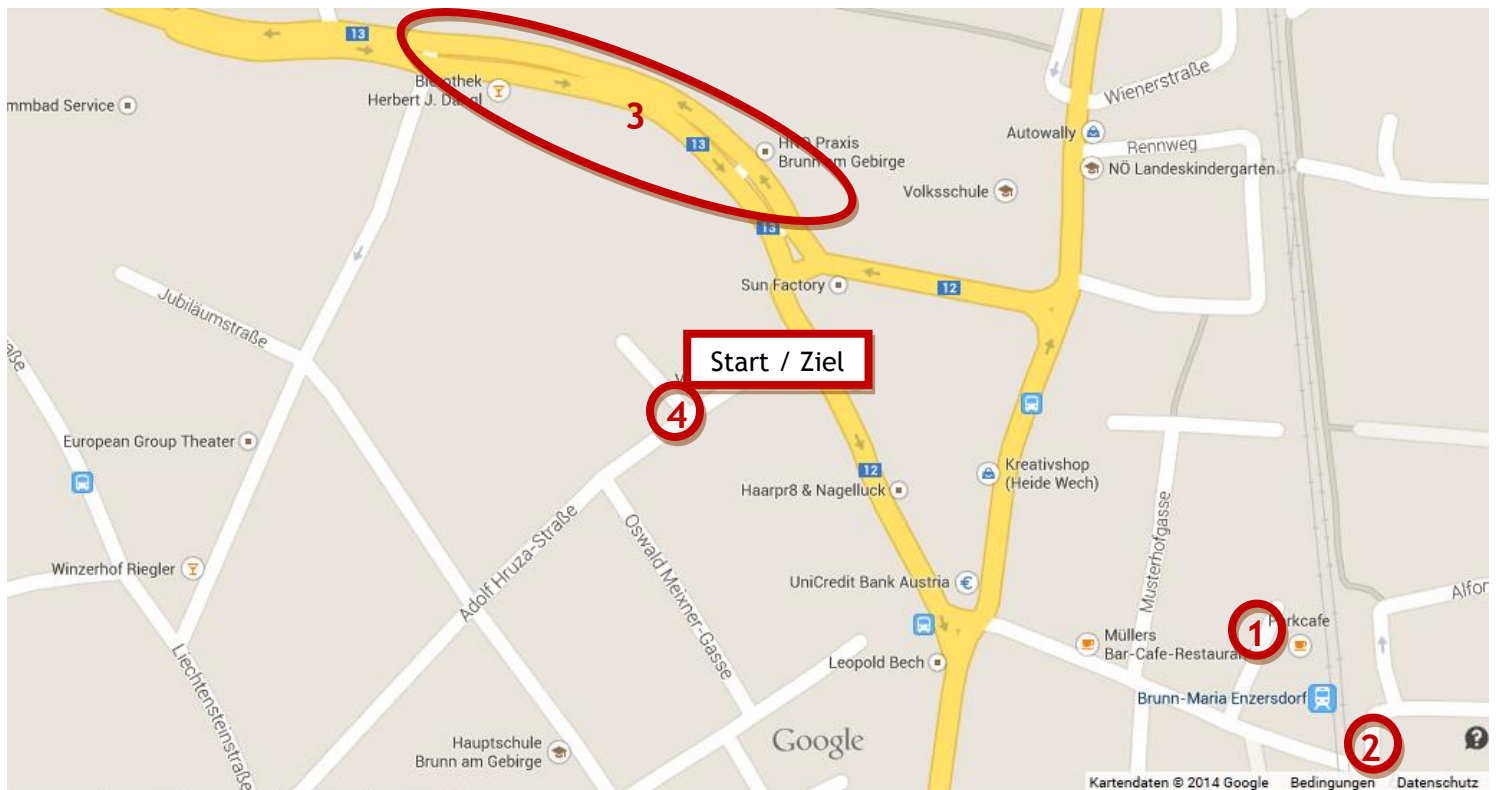 13
Bibliothek
Herbert J. Dangl
mmbad Service
3
13
HNO Praxis
Brunn am Gebirge
Wienerstraße
Autowally
Rennweg
NÖ Landeskindergarten...
Volksschule
13
Sun Factory
12
Jubiläumstraße
Start / Ziel
4
European Group Theater
12
Haarpr8 & Nagelluck
Kreativshop
(Heide Wech)
Musterhofgasse
Winzerhof Riegler
Adolf Hruza-Straße
Oswald Meixner-Gasse
UniCredit Bank Austria
Alfon
1
Parkcafe
Müllers
Bar-Cafe-Restaurant
Leopold Bech
Liechtensteinstraße
Brunn-Maria Enzersdorf
2
Hauptschule
Brunn am Gebirge
Google
Kartendaten © 2014 Google Bedingungen Datenschutz